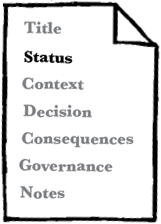 Title
Status
Context
Decision
Consequences
Governance
Notes